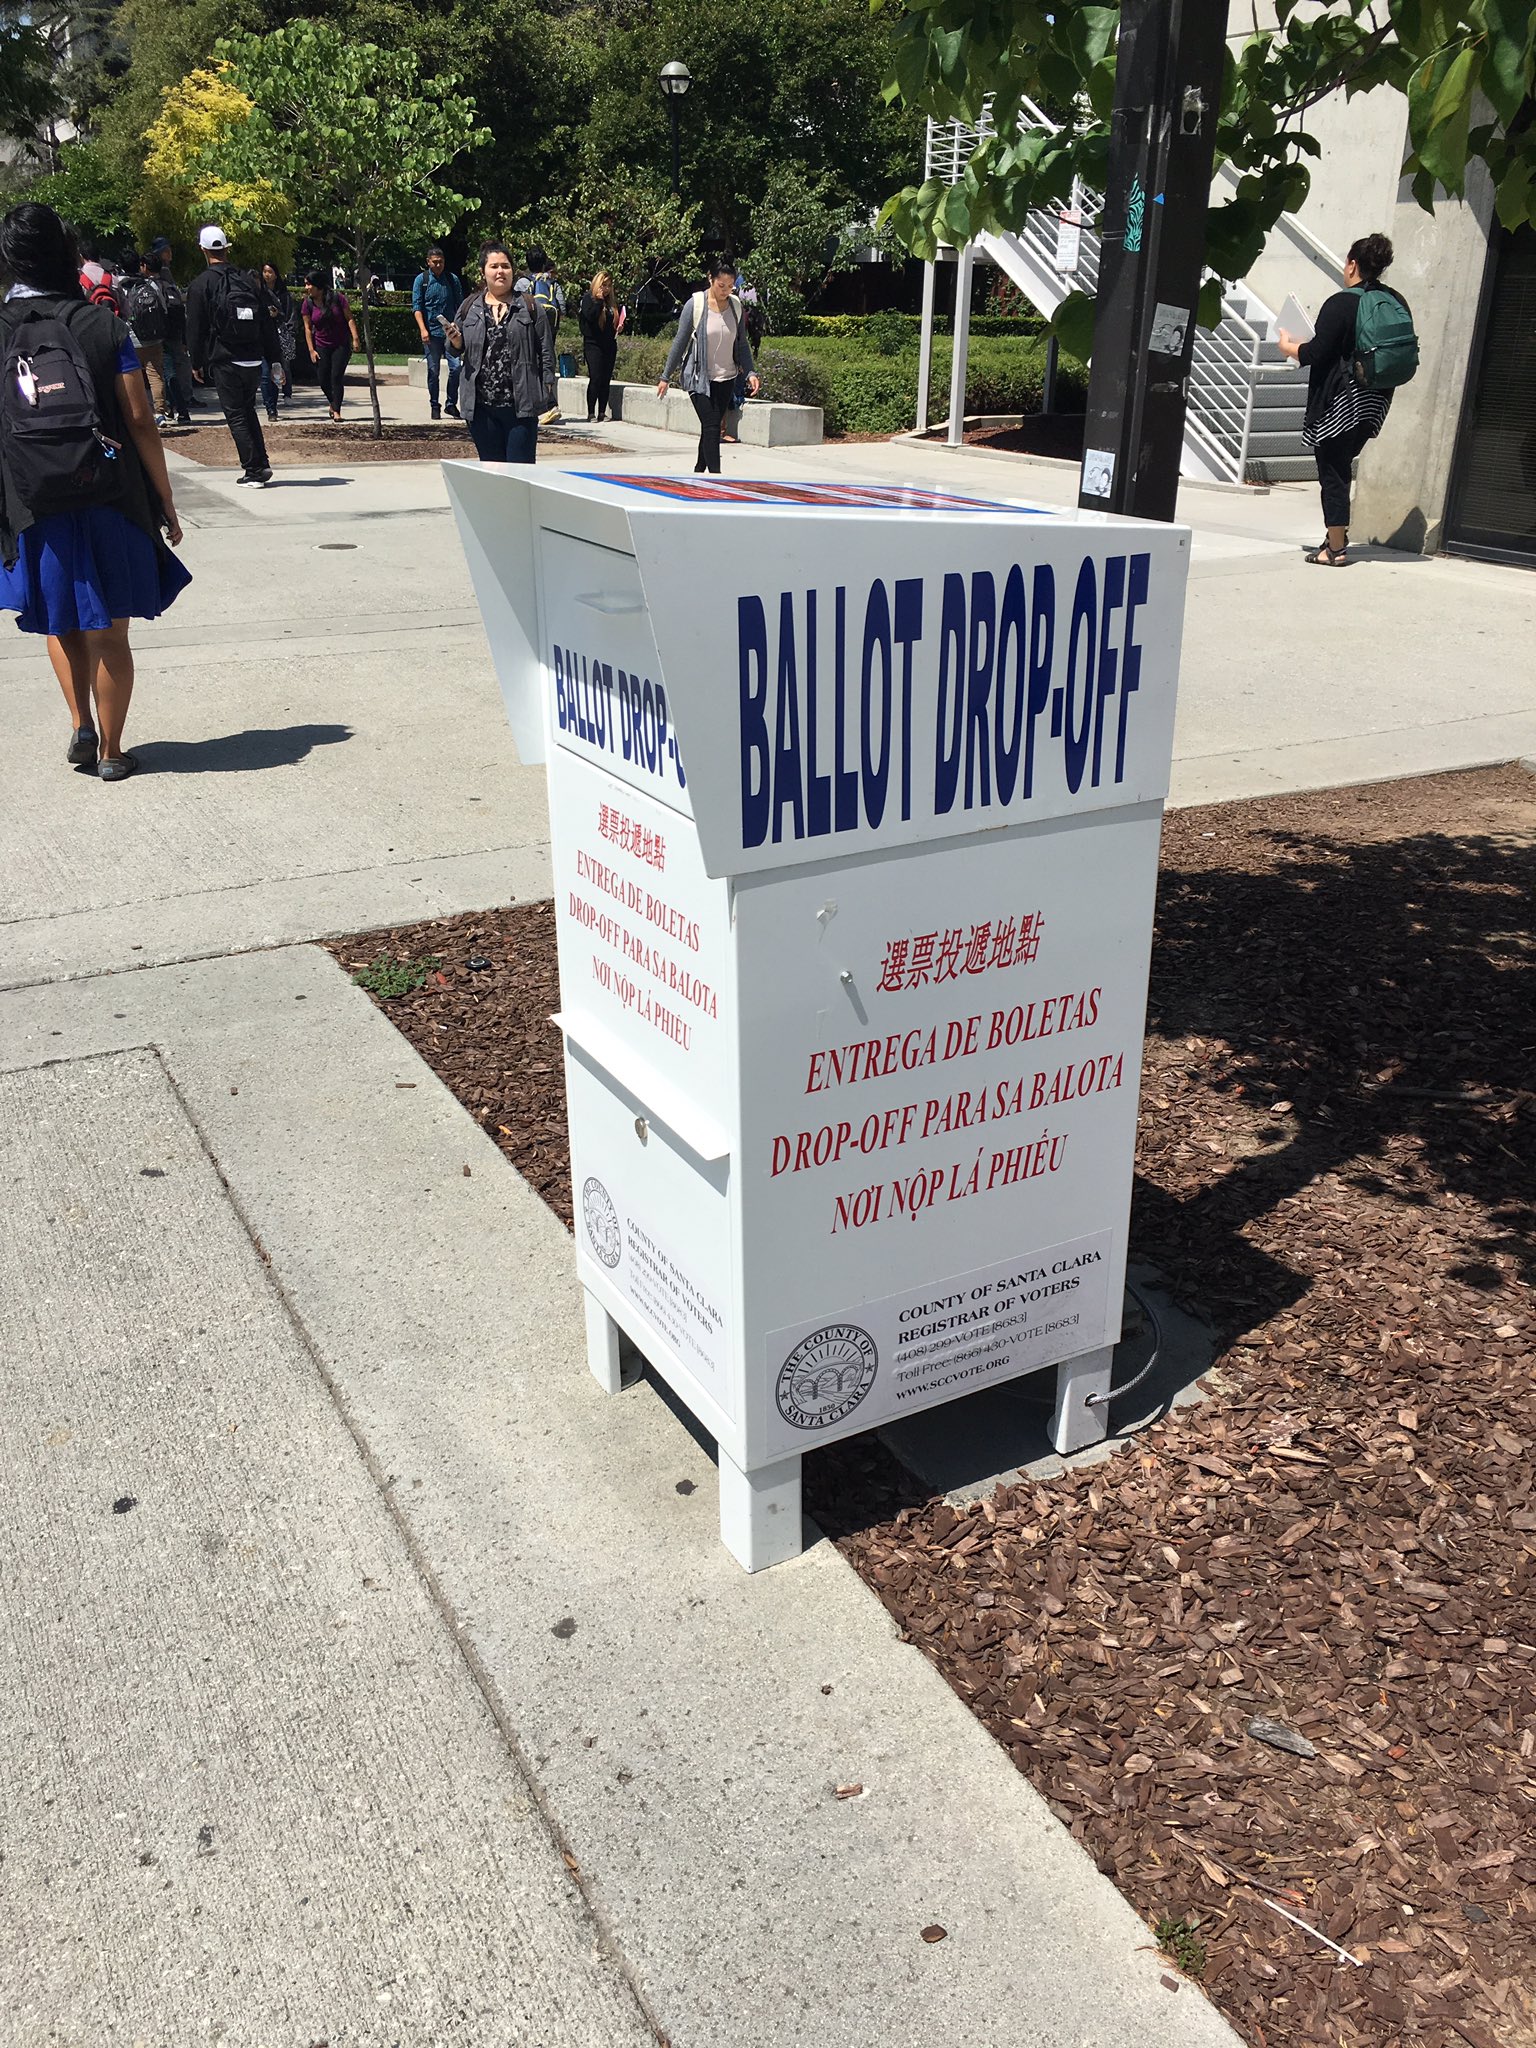 BALLOT DROP-OFF
選票投遞地點
ENTREGA DE BOLETAS
DROP-OFF PARA SA BALOTA
NƠI NỘP LÁ PHIẾU
COUNTY OF SANTA CLARA
REGISTRAR OF VOTERS
(408) 299-VOTE [8683]
Toll Free: (866) 430-VOTE [8683]
WWW.SCCVOTE.ORG
THE COUNTY OF
SANTA CLARA
1850
BALLOT DROP-
選票投遞地點
ENTREGA DE BOLETAS
DROP-OFF PARA SA BALOTA
NƠI NỘP LÁ PHIẾU
COUNTY OF SANTA CLARA
REGISTRAR OF VOTERS
WWW.SCCVOTE.ORG